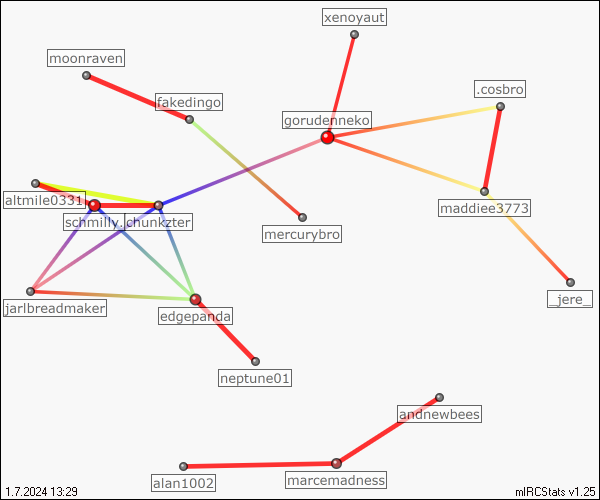 xenoyaut
moonraven
.cosbro
fakedingo
gorudenneko
altmile0331
maddiee3773
schmilly.
chunkzter
mercurybro
_jere_
jarlbreadmaker
edgepanda
neptune01
andnewbees
alan1002
marcemadness
1.7.2024 13:29
mIRCStats v1.25